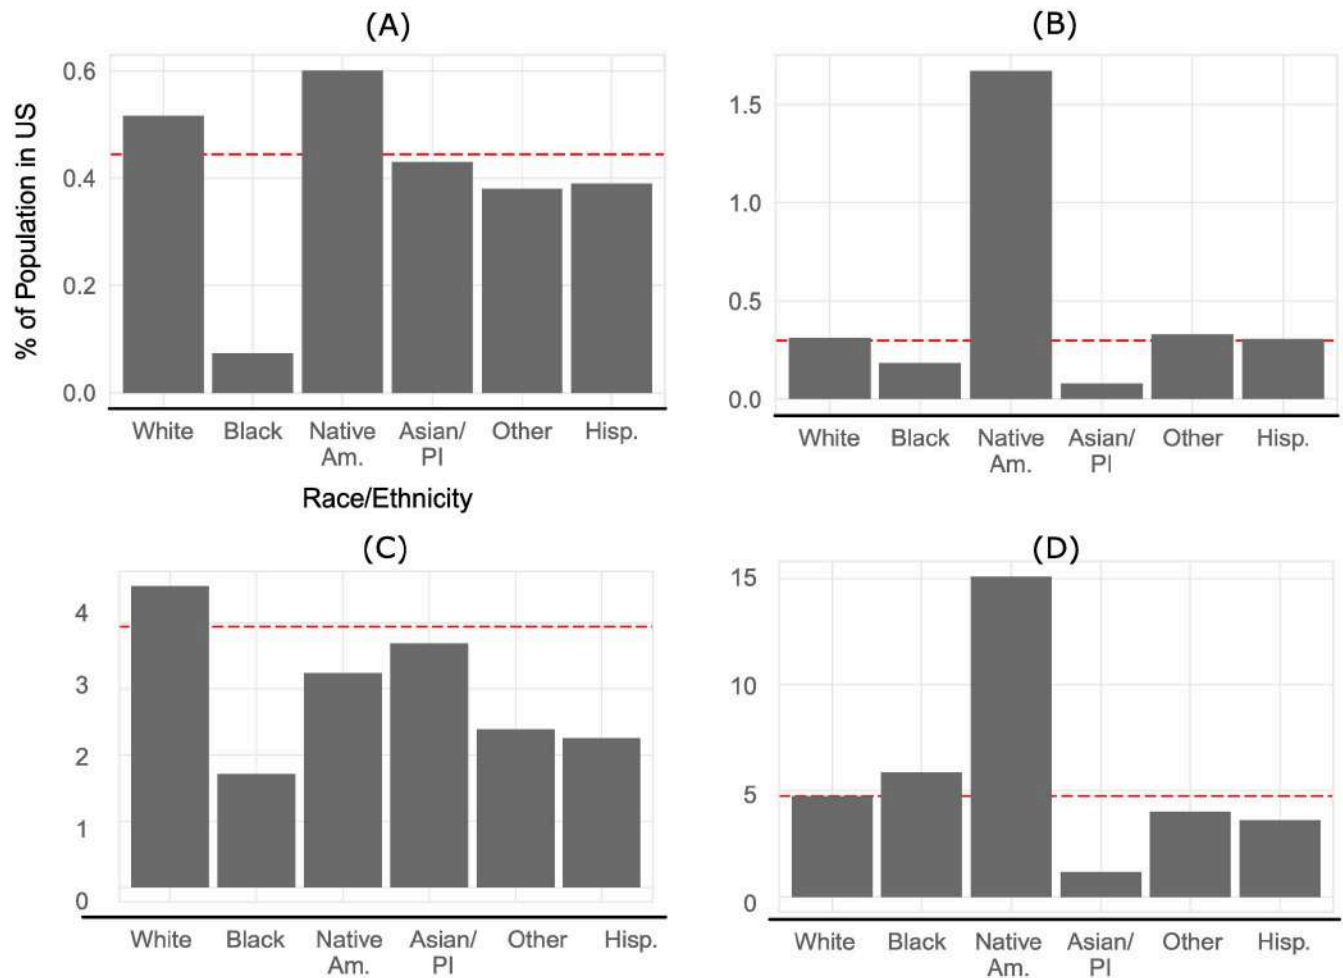 (A)
% of Population in US
0.6
0.4
0.2
0.0
White Black Native Am. Asian/ PI Other Hisp.
Race/Ethnicity
(B)
1.5
1.0
0.5
0.0
White Black Native Am. Asian/ PI Other Hisp.
(C)
4
3
2
1
0
White Black Native Am. Asian/ PI Other Hisp.
(D)
15
10
5
0
White Black Native Am. Asian/ PI Other Hisp.